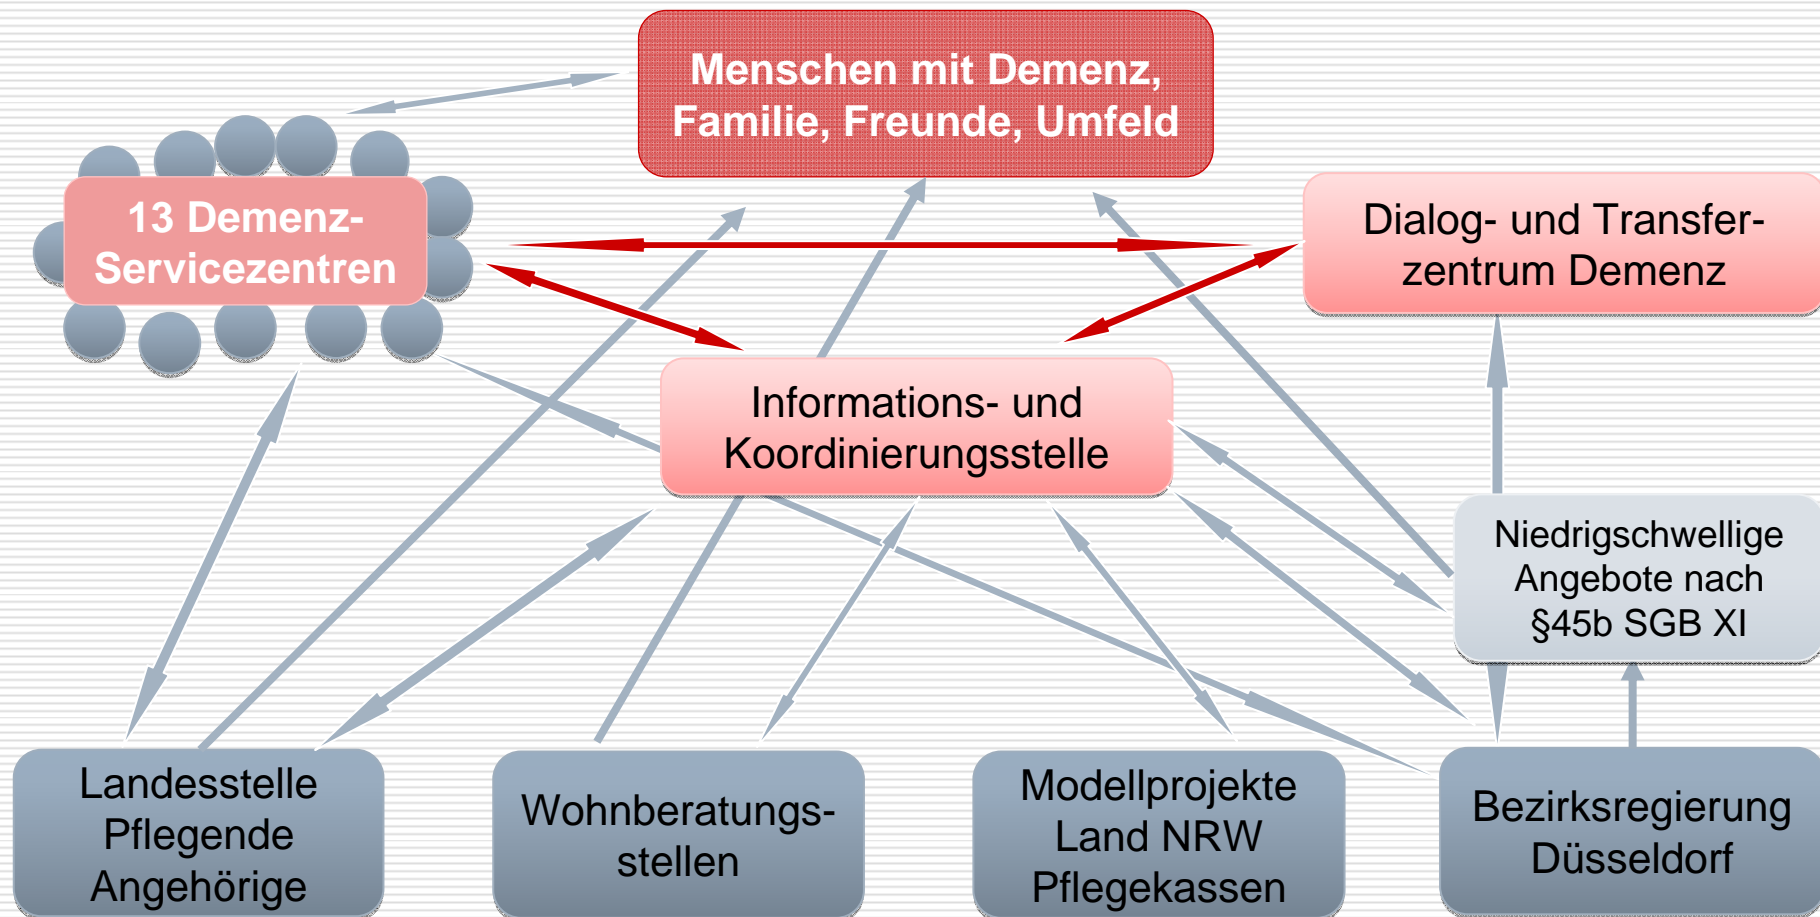 Menschen mit Demenz,
Familie, Freunde, Umfeld
13 Demenz-
Servicezentren
Dialog- und Transfer-
zentrum Demenz
Informations- und
Koordinierungsstelle
Niedrigschwellige
Angebote nach
§45b SGB XI
Landesstelle
Pflegende
Angehörige
Wohnberatungs-
stellen
Modellprojekte
Land NRW
Pflegekassen
Bezirksregierung
Düsseldorf